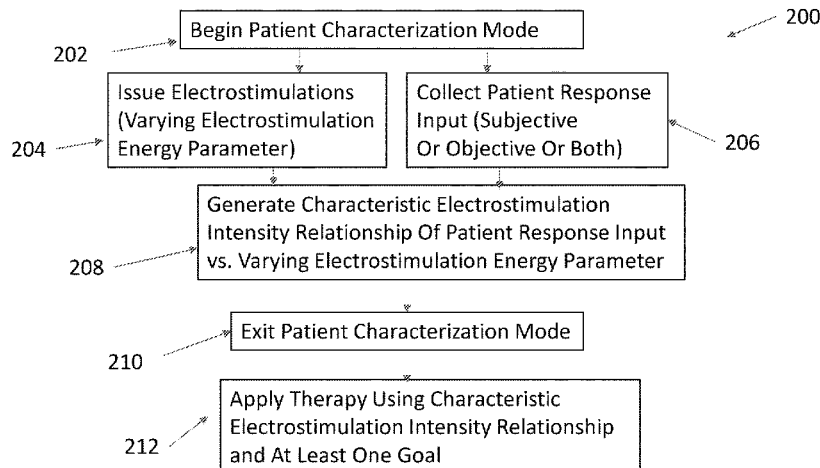 Begin Patient Characterization Mode
200
202
Issue Electrostimulations
(Varying Electrostimulation
Energy Parameter)
204
Collect Patient Response
Input (Subjective
Or Objective Or Both)
206
Generate Characteristic Electrostimulation
Intensity Relationship Of Patient Response Input
vs. Varying Electrostimulation Energy Parameter
208
Exit Patient Characterization Mode
210
Apply Therapy Using Characteristic
Electrostimulation Intensity Relationship
and At Least One Goal
212